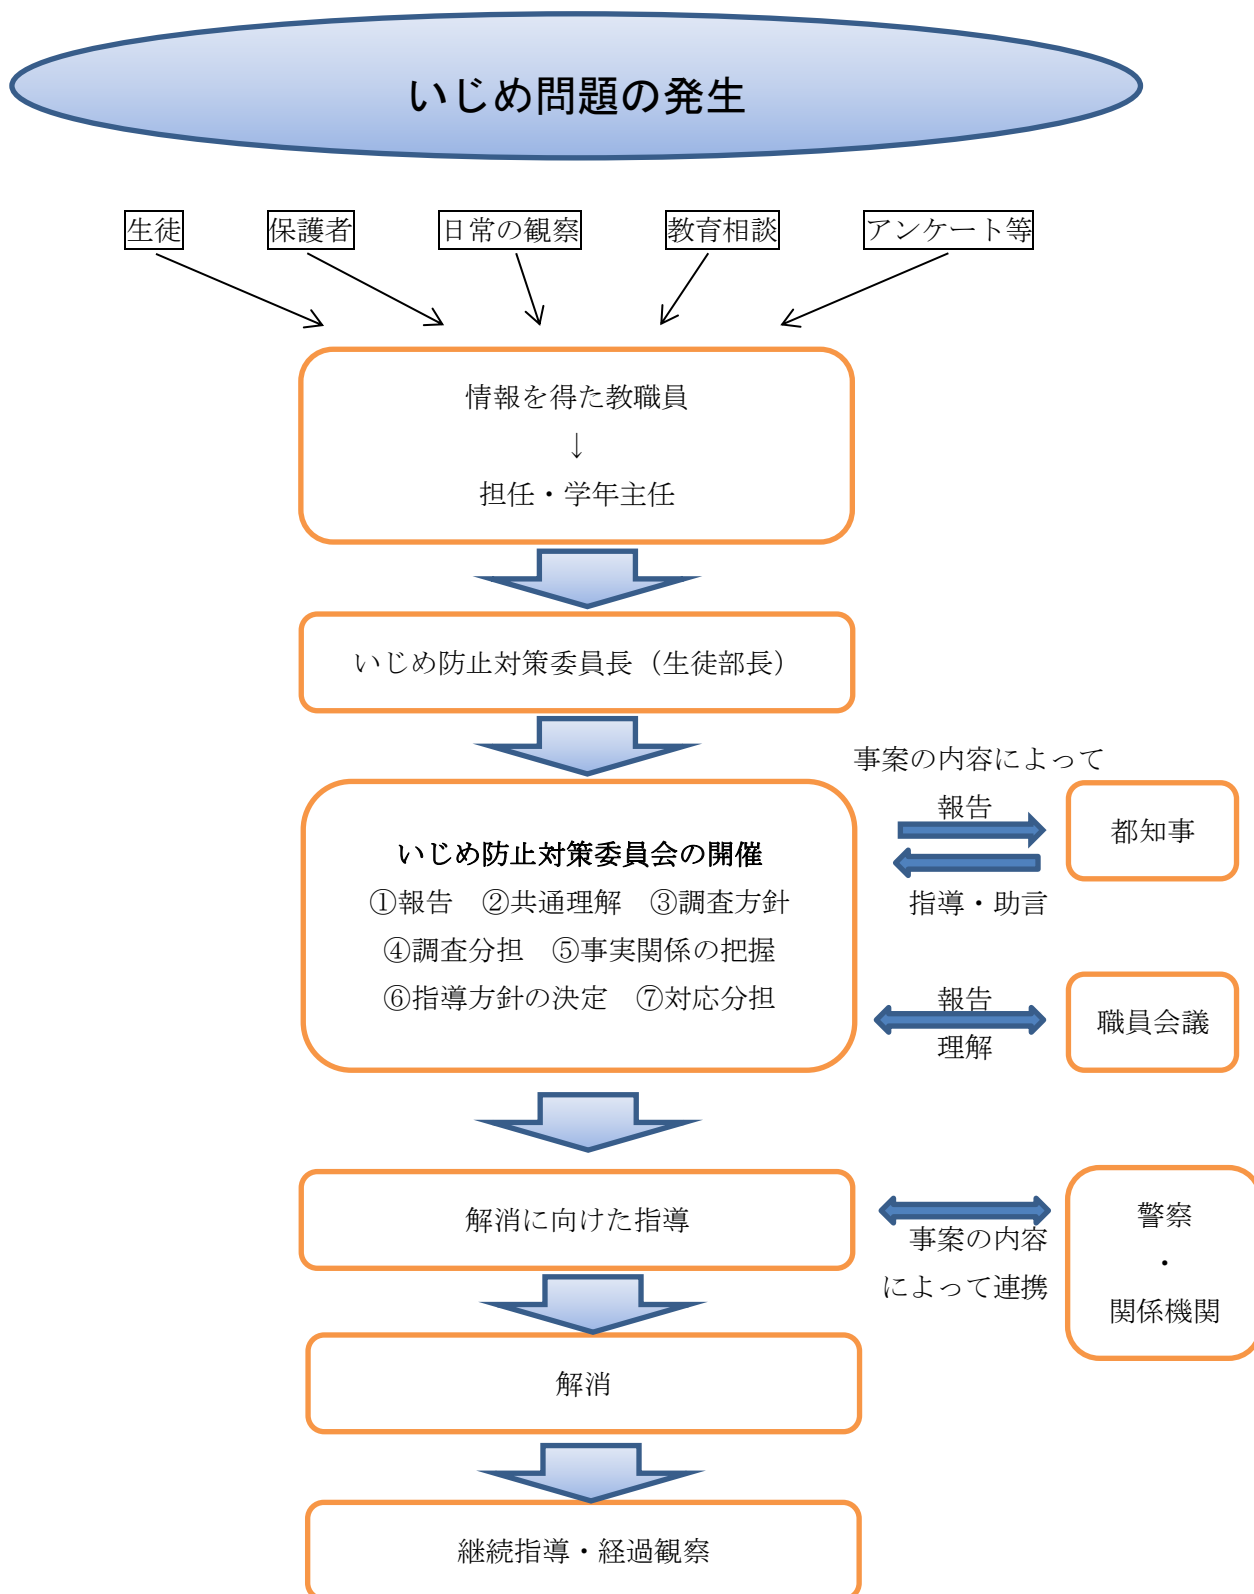 いじめ問題の発生
生徒
保護者
日常の観察
教育相談
アンケート等
情報を得た教職員
↓
担任・学年主任
いじめ防止対策委員長（生徒部長）
いじめ防止対策委員会の開催
①報告　②共通理解　③調査方針
④調査分担　⑤事実関係の把握
⑥指導方針の決定　⑦対応分担
事案の内容によって
報告
指導・助言
都知事
報告
理解
職員会議
解消に向けた指導
事案の内容
によって連携
警察
・
関係機関
解消
継続指導・経過観察